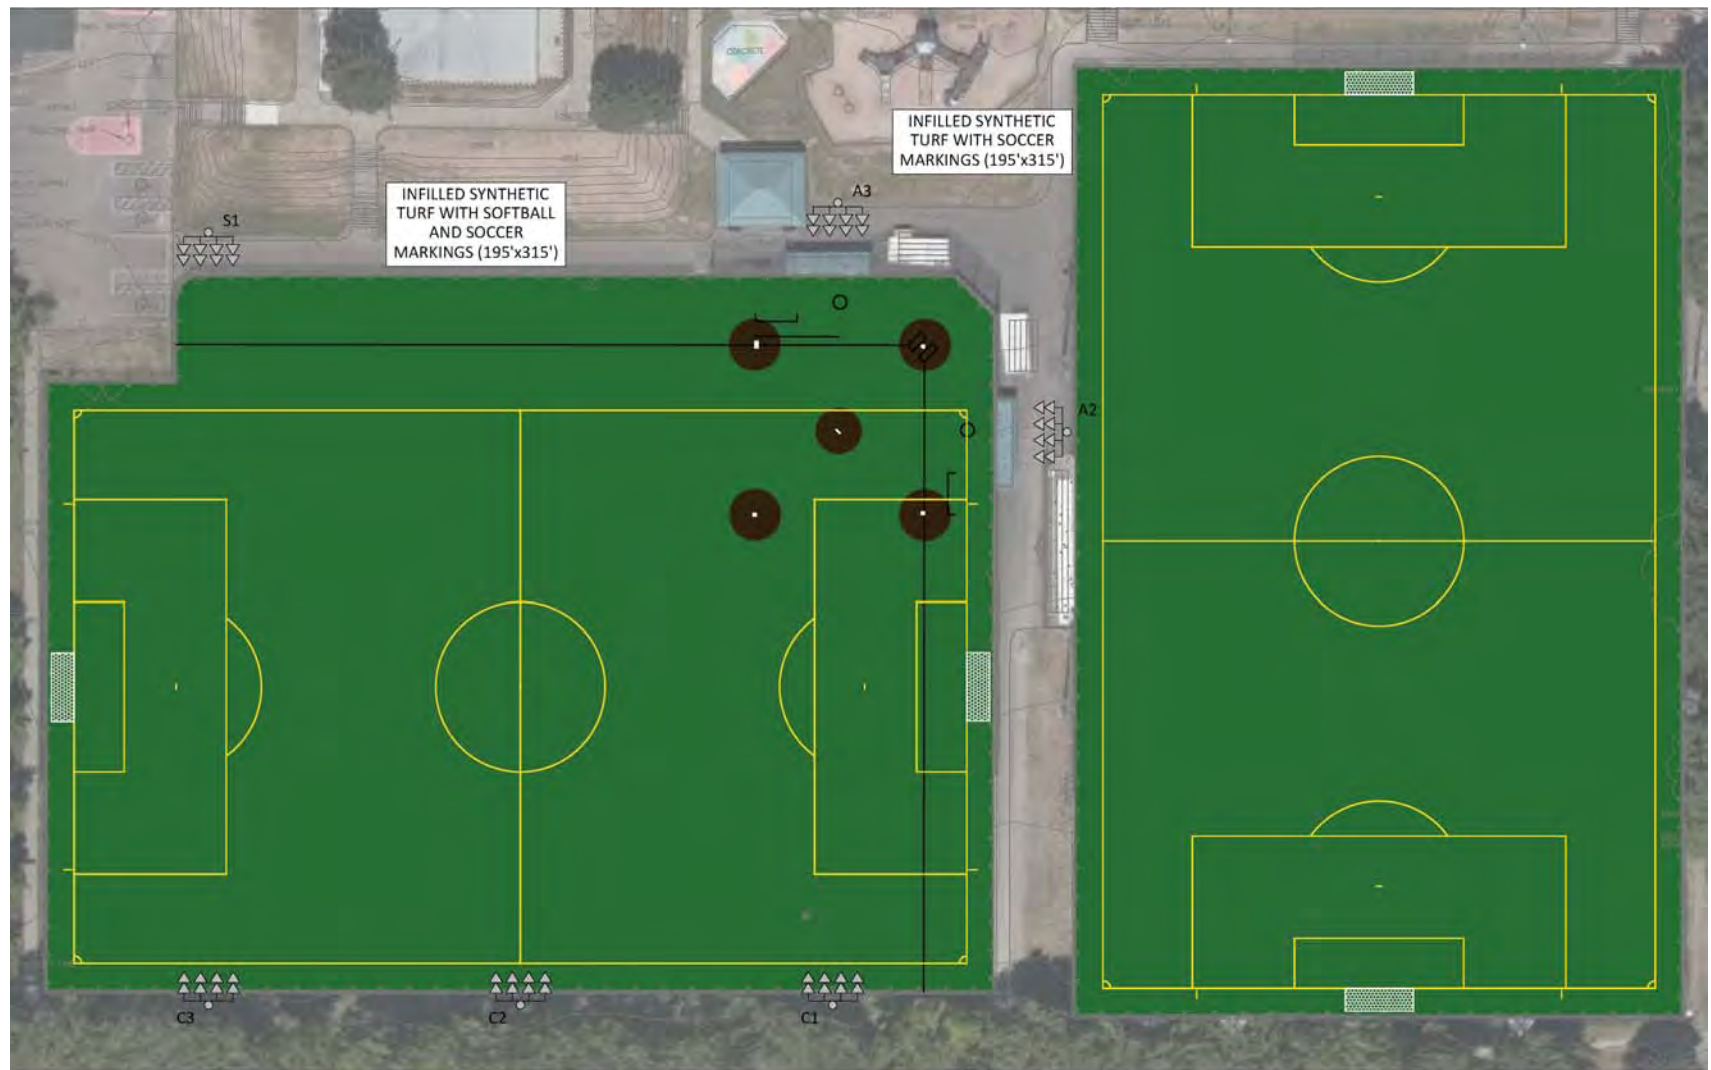 CONCRETE
INFILLED SYNTHETIC
TURF WITH SOCCER
MARKINGS (195'x315')
INFILLED SYNTHETIC
TURF WITH SOFTBALL
AND SOCCER
MARKINGS (195'x315')
S1
A3
A2
C3
C2
C1